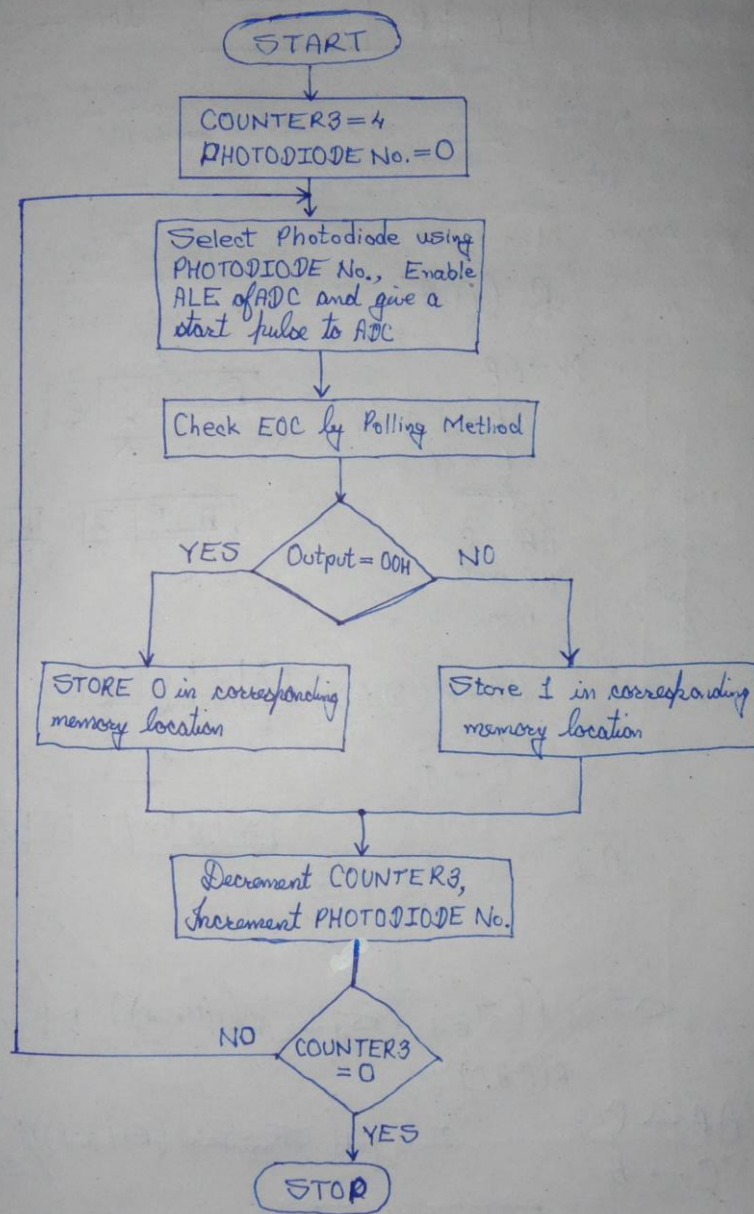 START
COUNTER3=4
PHOTODIODE No.=0
Select Photodiode using
PHOTODIODE No., Enable
ALE of ADC and give a
start pulse to ADC
Check EOC by Polling Method
Output=00H
YES
NO
STORE 0 in corresponding
memory location
Store 1 in corresponding
memory location
Decrement COUNTER3,
Increment PHOTODIODE No.
COUNTER3
=0
NO
YES
STOP